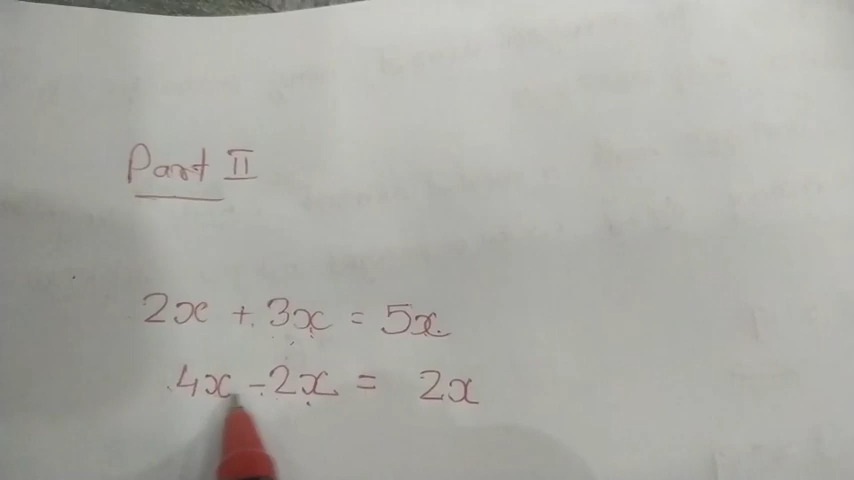 Part II
2x + 3x = 5x
4x - 2x = 2x